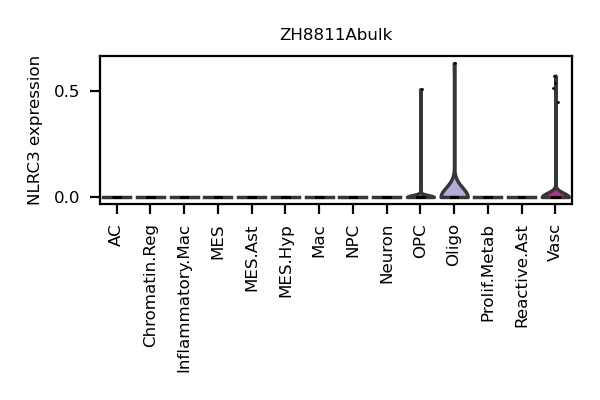 ZH8811Abulk
NLRC3 expression
0.5
0.0
AC
Chromatin.Reg
Inflammatory.Mac
MES
MES.Ast
MES.Hyp
Mac
NPC
Neuron
OPC
Oligo
Prolif.Metab
Reactive.Ast
Vasc